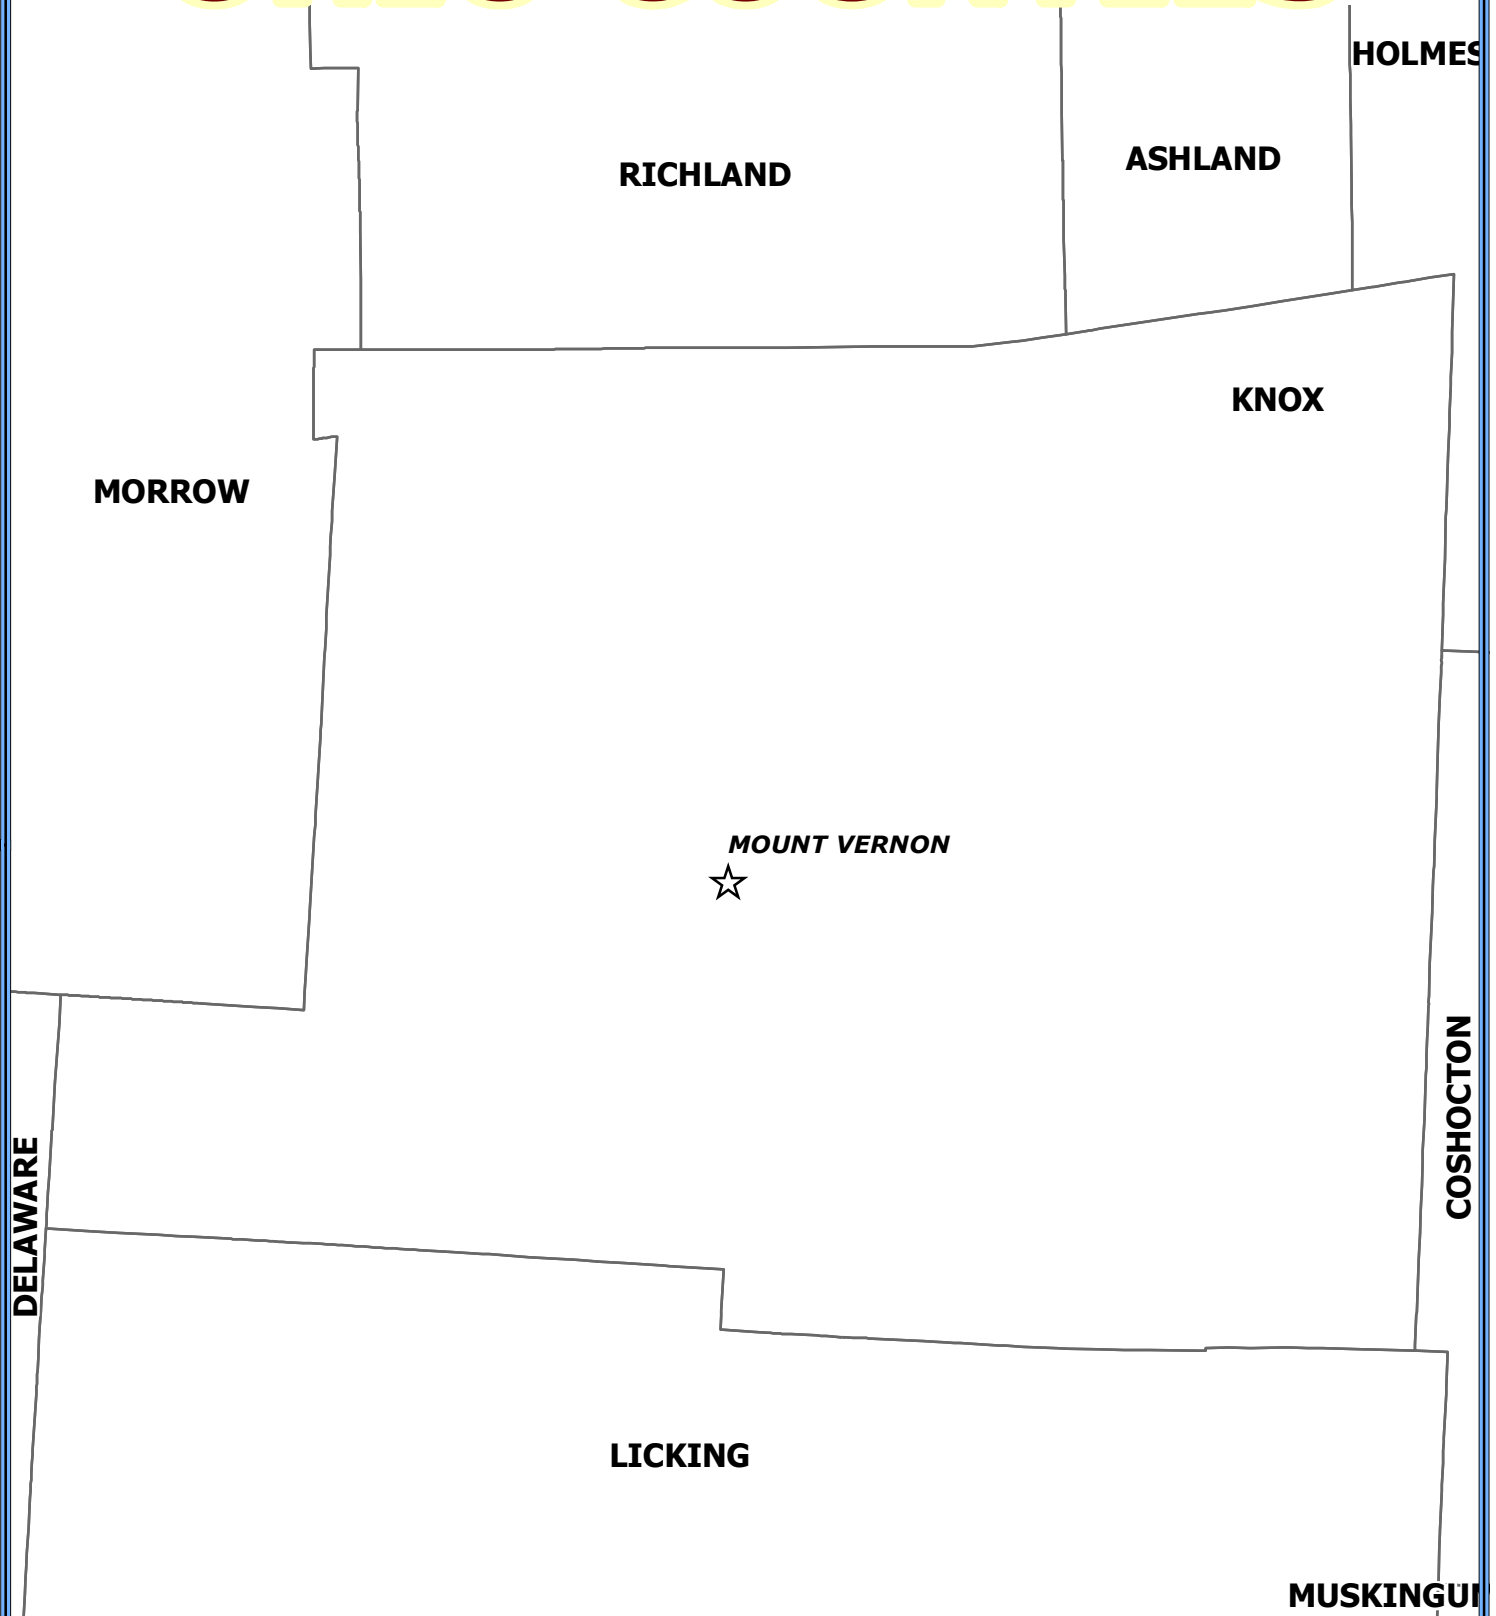 HOLMES
ASHLAND
RICHLAND
KNOX
MORROW
MOUNT VERNON
COSHOCTON
DELAWARE
LICKING